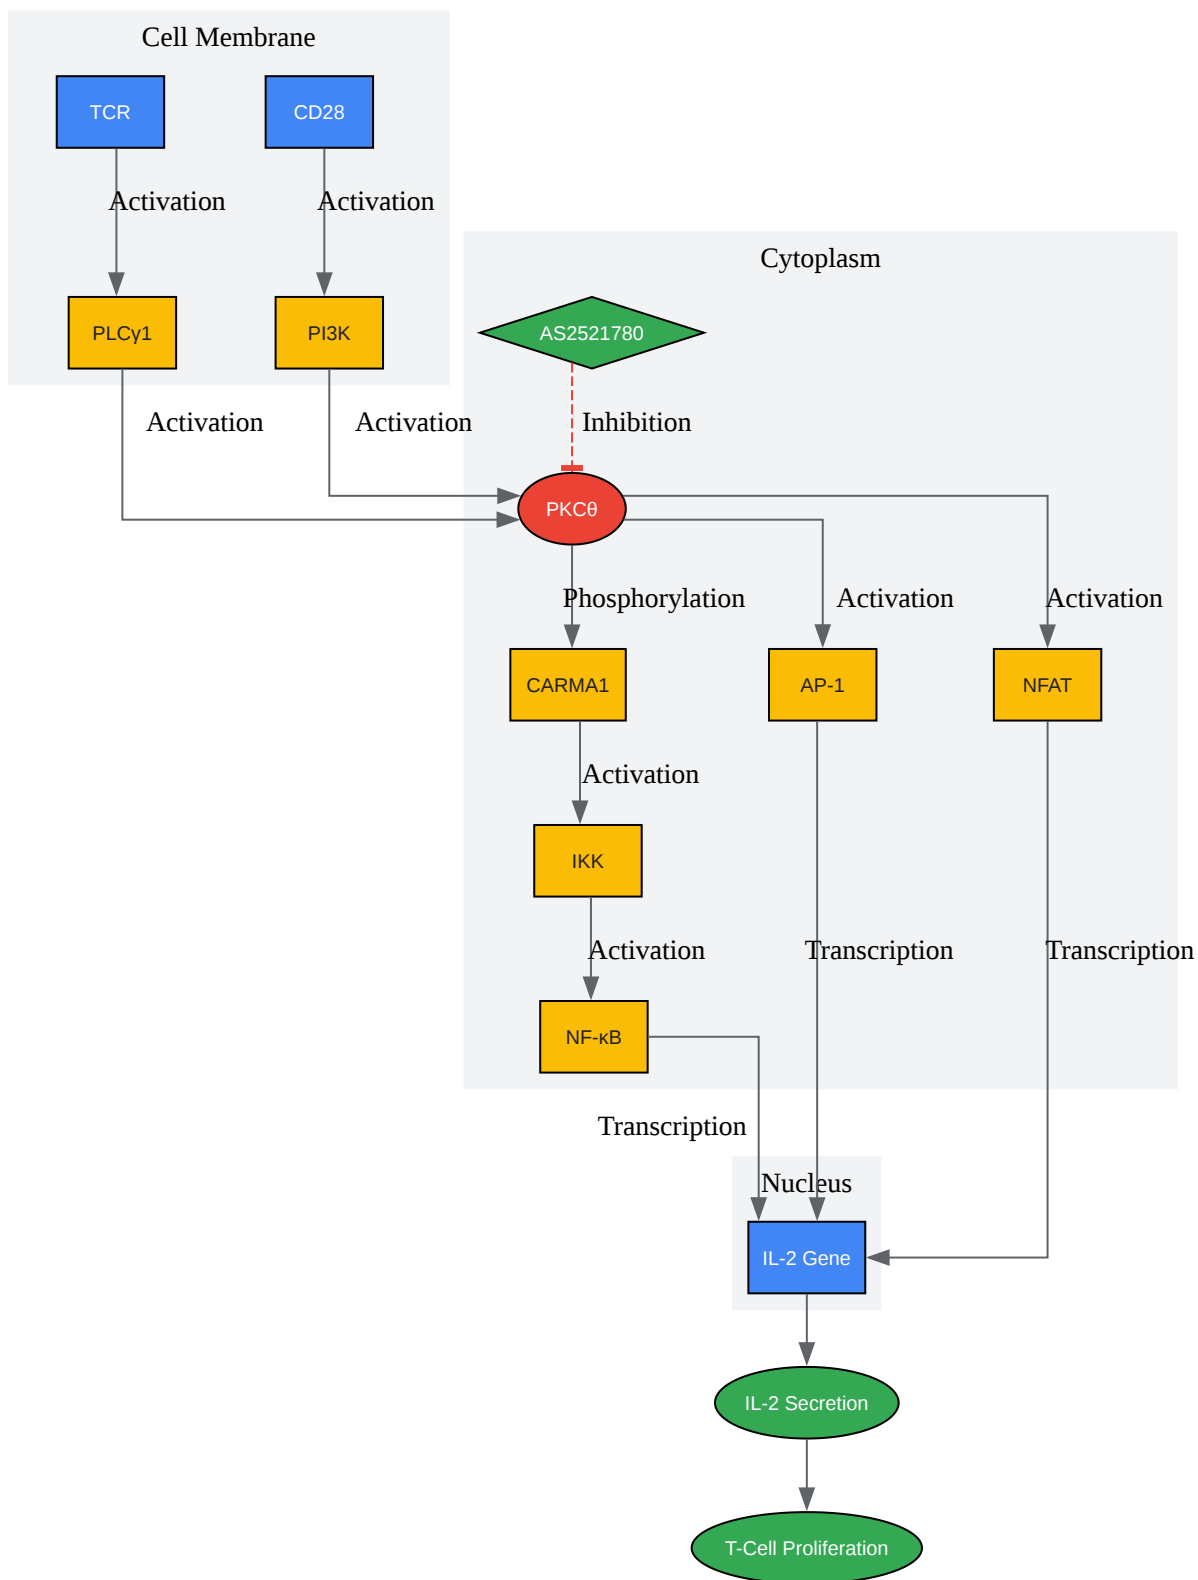 Cell Membrane
TCR
CD28
Activation
Activation
Cytoplasm
PLCγ1
PI3K
AS2521780
Activation
Activation
Inhibition
PKCθ
Phosphorylation
Activation
Activation
CARMA1
AP-1
NFAT
Activation
IKK
Activation
Transcription
Transcription
NF-κB
Transcription
Nucleus
IL-2 Gene
IL-2 Secretion
T-Cell Proliferation